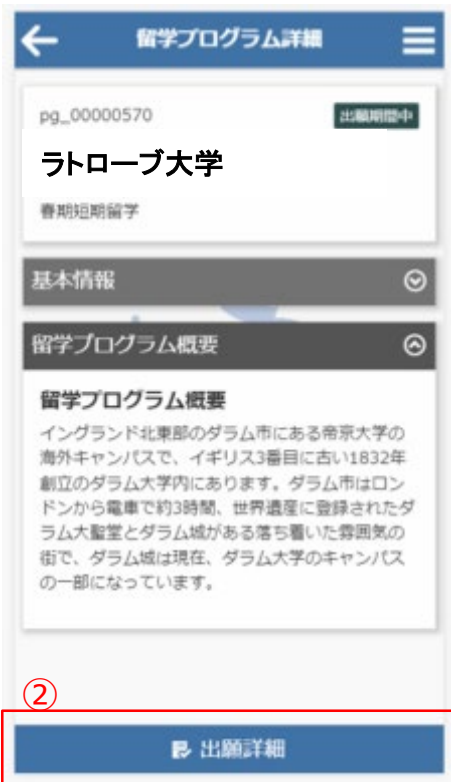 留学プログラム詳細
pg_00000570
出願期間中
ラトローブ大学
春期短期留学
基本情報
留学プログラム概要
留学プログラム概要
イングランド北東部のダラム市にある帝京大学の
海外キャンパスで、イギリス3番目に古い1832年
創立のダラム大学内にあります。ダラム市はロン
ドンから電車で約3時間、世界遺産に登録されたダ
ラム大聖堂とダラム城がある落ち着いた雰囲気の
街で、ダラム城は現在、ダラム大学のキャンパス
の一部になっています。
②
出願詳細